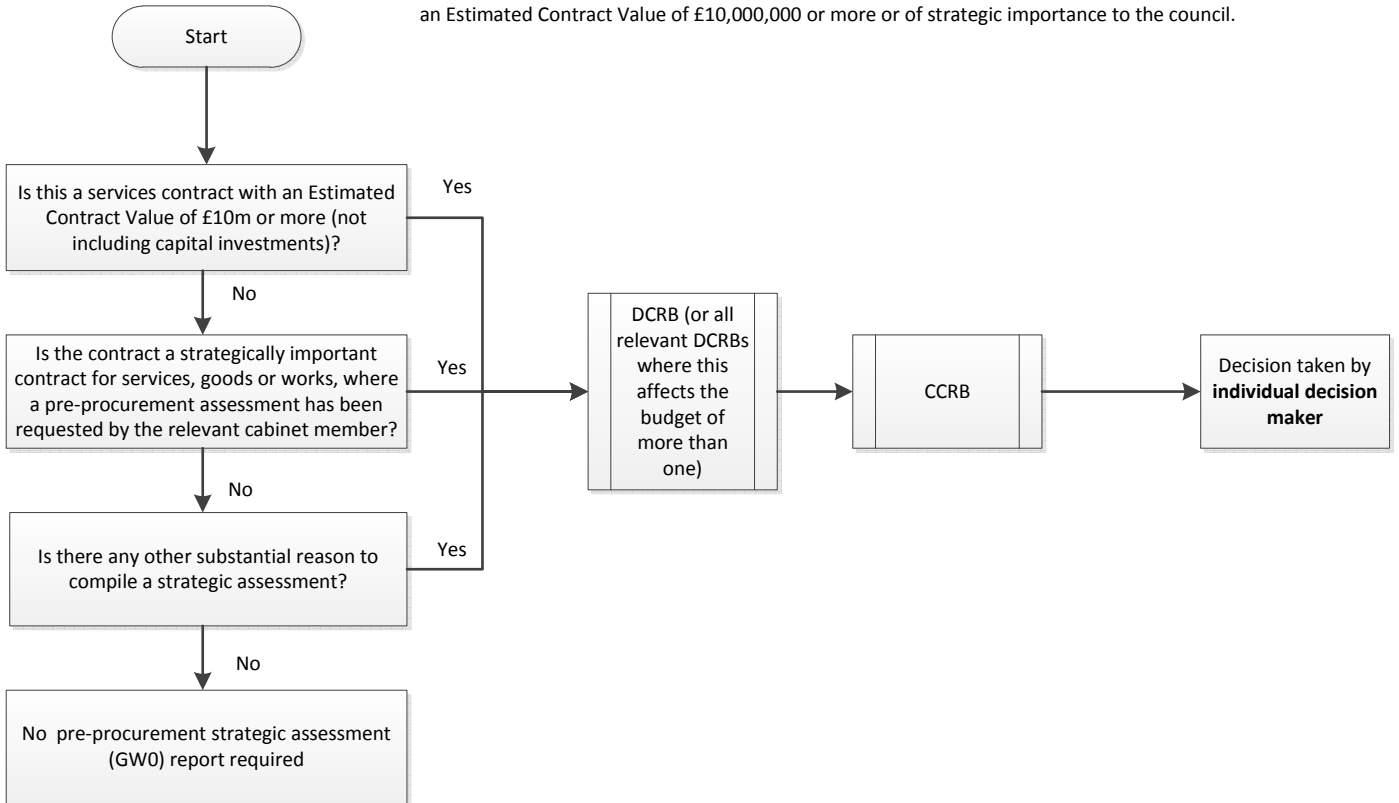 an Estimated Contract Value of £10,000,000 or more or of strategic importance to the council.
Start
Is this a services contract with an Estimated
Contract Value of £10m or more (not
including capital investments)?
Yes
No
Is the contract a strategically important
contract for services, goods or works, where
a pre-procurement assessment has been
requested by the relevant cabinet member?
Yes
No
Is there any other substantial reason to
compile a strategic assessment?
Yes
No
No pre-procurement strategic assessment
(GW0) report required
DCRB (or all
relevant DCRBs
where this
affects the
budget of
more than
one)
CCRB
Decision taken by
individual decision
maker